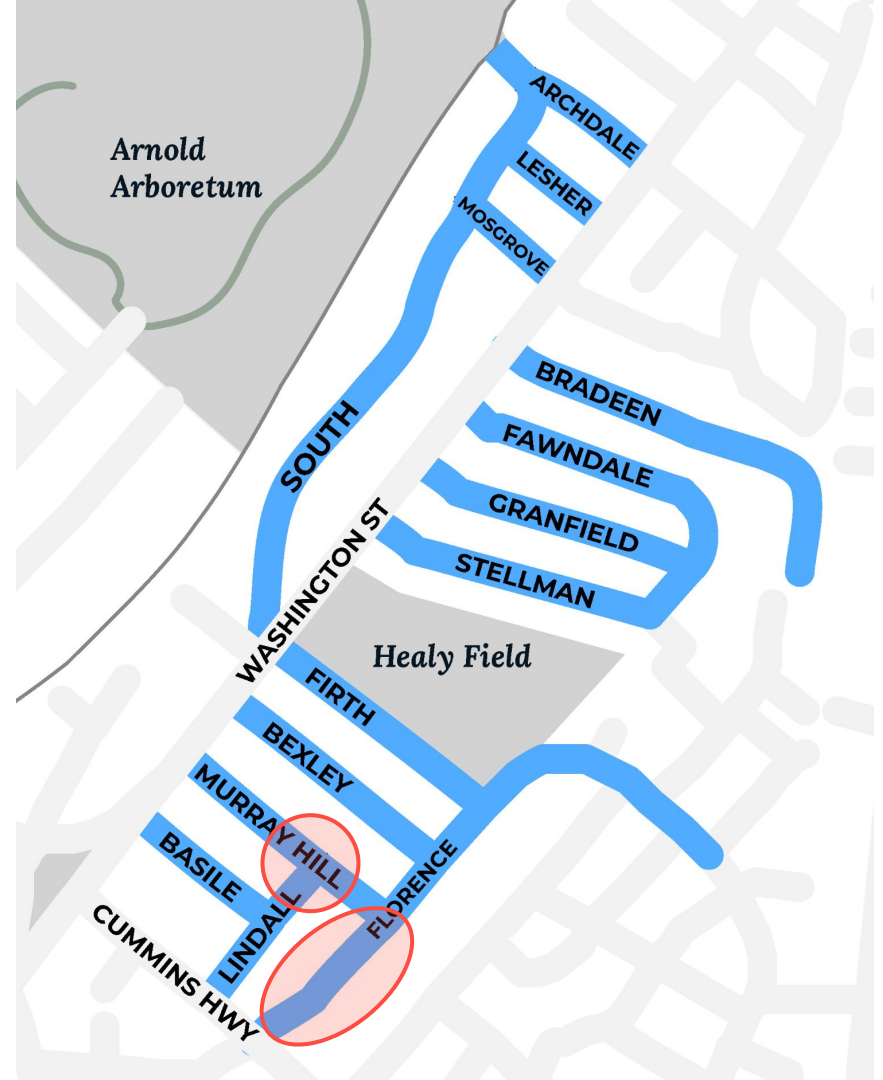 ARCHDALE
Arnold
Arboretum
LESHER
MOSGROVE
BRADEEN
SOUTH
FAWNDALE
GRANFIELD
WASHINGTON ST
STELLMAN
Healy Field
FIRTH
BEXLEY
MURRAY HILL
BASILE
FLORENCE
LINDALL
CUMMINS HWY